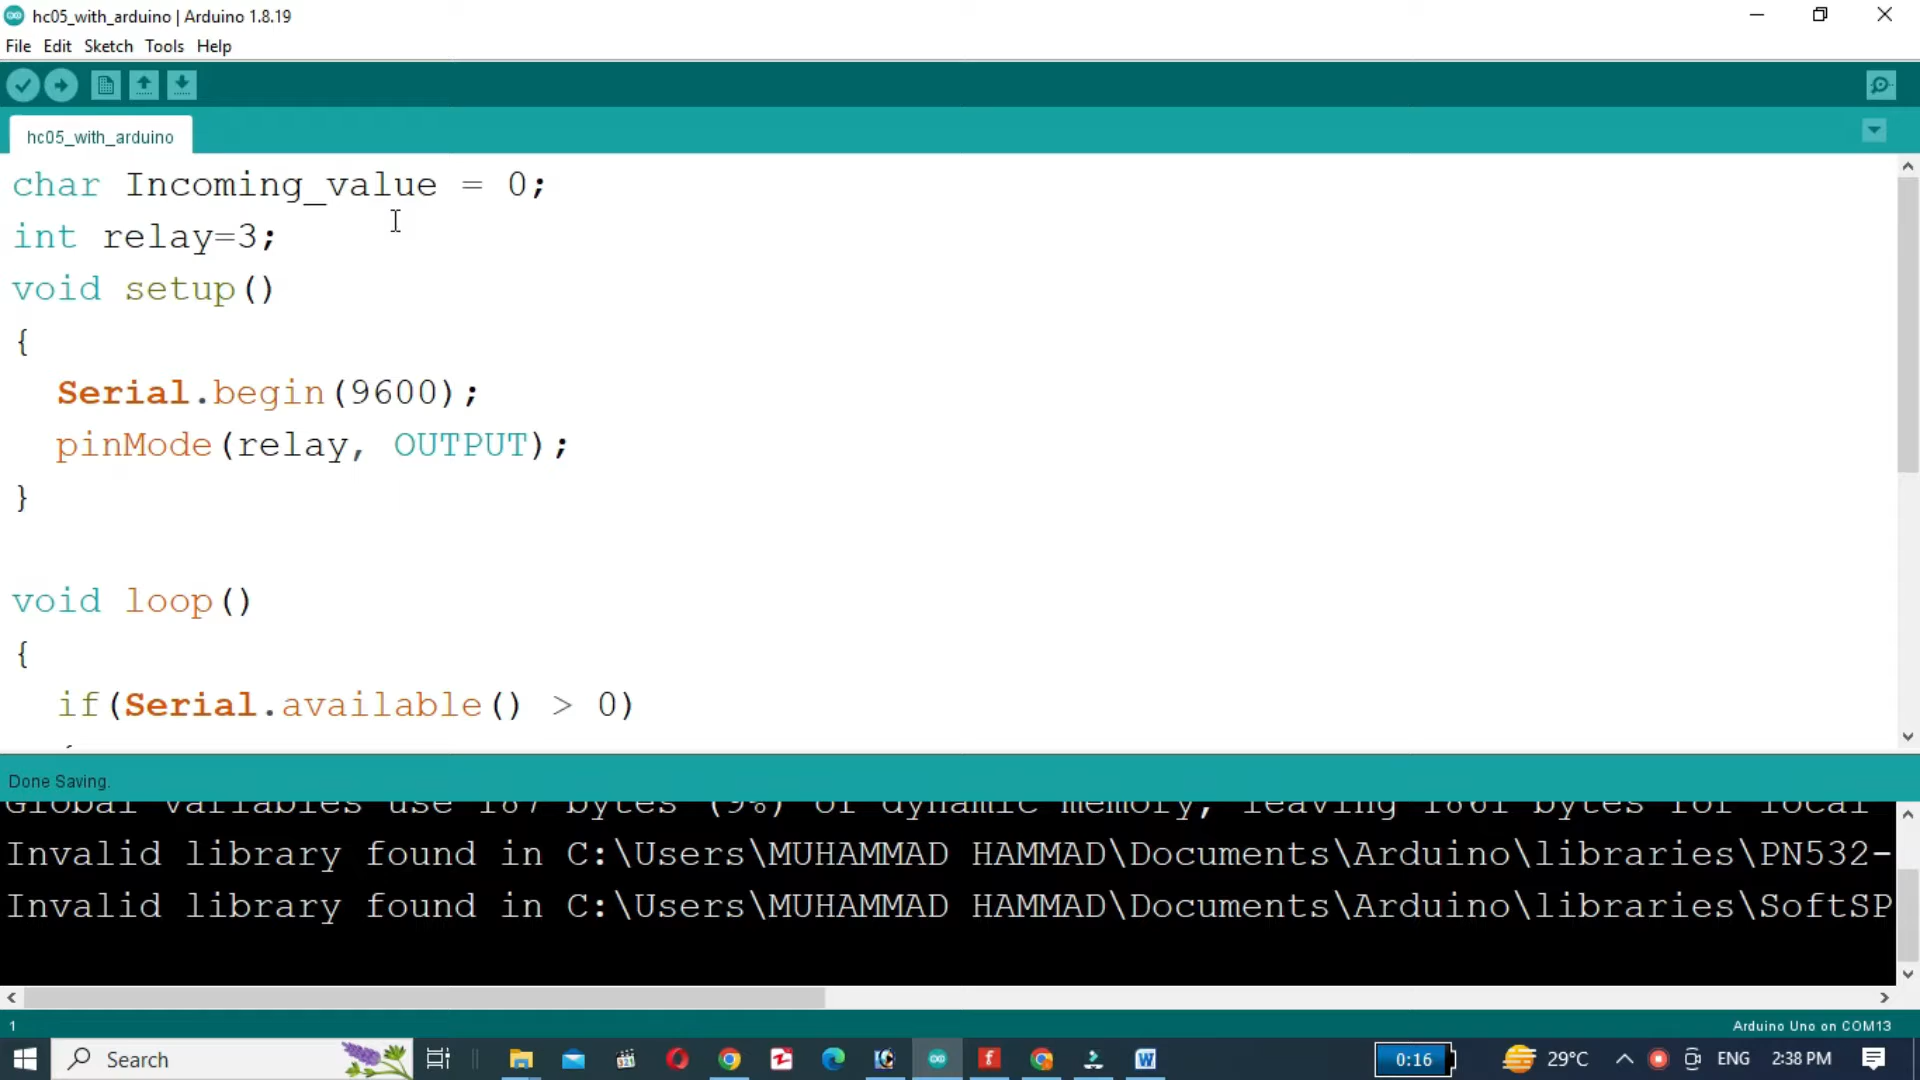 hc05_with_arduino | Arduino 1.8.19
File Edit Sketch Tools Help
hc05_with_arduino
char Incoming_value = 0;
int relay=3;
void setup()
{
Serial.begin(9600);
pinMode(relay, OUTPUT);
}
void loop()
{
if(Serial.available() > 0)
{
Done Saving.
Global variables use 187 bytes (9%) of dynamic memory, leaving 1861 bytes for local
Invalid library found in C:\Users\MUHAMMAD HAMMAD\Documents\Arduino\libraries\PN532-
Invalid library found in C:\Users\MUHAMMAD HAMMAD\Documents\Arduino\libraries\SoftSP
1
Arduino Uno on COM13
Search
0:16
29°C
ENG
2:38 PM